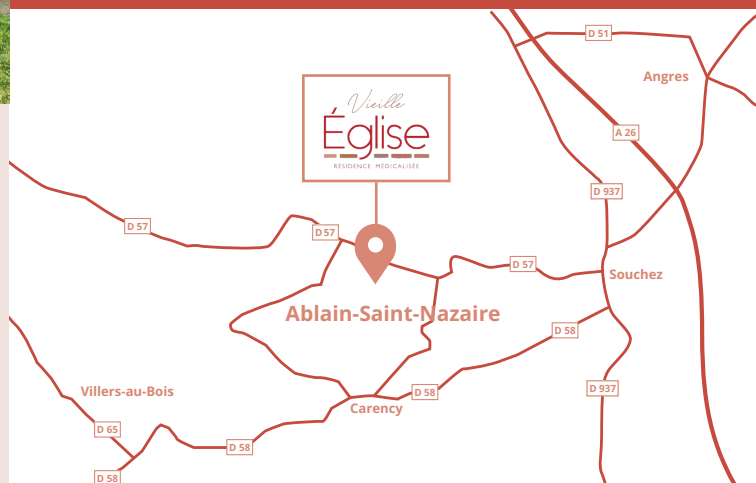 D 51
Angres
Vieille
Église
RÉSIDENCE MÉDICALISÉE
A 26
D 937
D 57
D 57
D 57
Souchez
Ablain-Saint-Nazaire
D 58
Villers-au-Bois
D 58
D 937
Carency
D 65
D 58
D 58